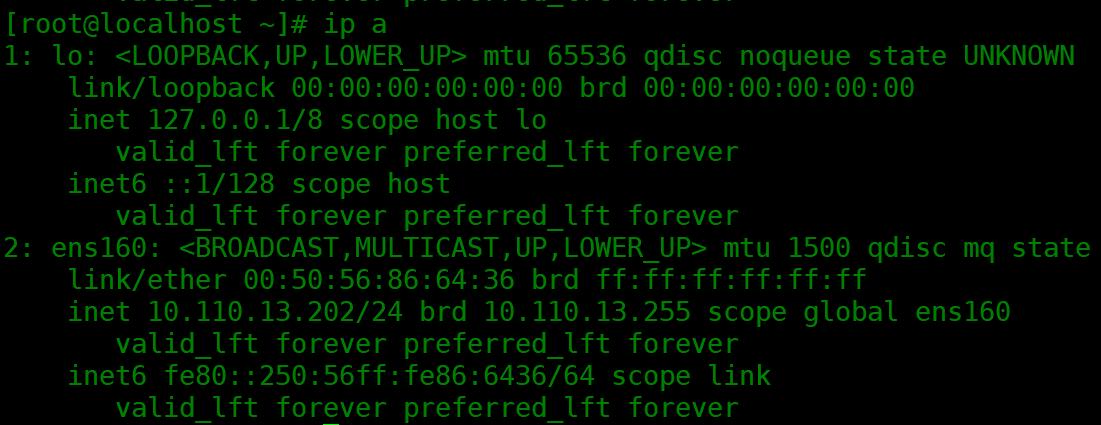 valid_lft forever preferred_lft forever
[root@localhost ~]# ip a
1: lo: <LOOPBACK,UP,LOWER_UP> mtu 65536 qdisc noqueue state UNKNOWN
link/loopback 00:00:00:00:00:00 brd 00:00:00:00:00:00
inet 127.0.0.1/8 scope host lo
valid_lft forever preferred_lft forever
inet6 ::1/128 scope host
valid_lft forever preferred_lft forever
2: ens160: <BROADCAST,MULTICAST,UP,LOWER_UP> mtu 1500 qdisc mq state
link/ether 00:50:56:86:64:36 brd ff:ff:ff:ff:ff:ff
inet 10.110.13.202/24 brd 10.110.13.255 scope global ens160
valid_lft forever preferred_lft forever
inet6 fe80::250:56ff:fe86:6436/64 scope link
valid_lft forever preferred_lft forever